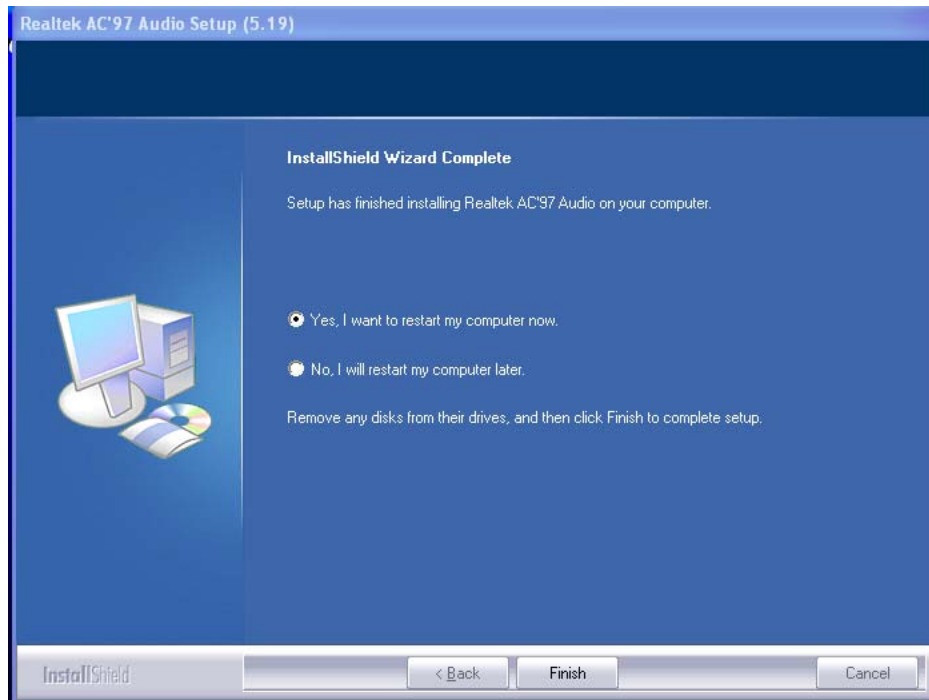 Realtek AC'97 Audio Setup (5.19)
InstallShield Wizard Complete
Setup has finished installing Realtek AC'97 Audio on your computer.
Yes, I want to restart my computer now.
No, I will restart my computer later.
Remove any disks from their drives, and then click Finish to complete setup.
InstallShield
< Back
Finish
Cancel